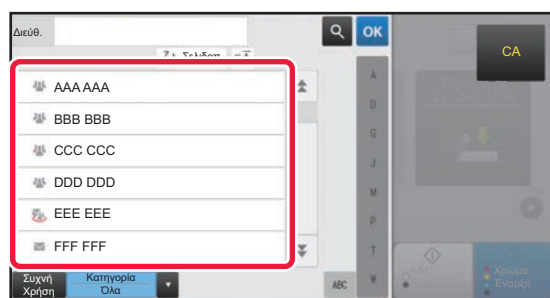 Διεύθ.
OK
CA
Σελιδοπ
AAA AAA
BBB BBB
CCC CCC
DDD DDD
EEE EEE
FFF FFF
A
D
G
J
M
P
T
W
ABC
Συχνή
Χρήση
Κατηγορία
Όλα
Χρώμα
Έναρξη